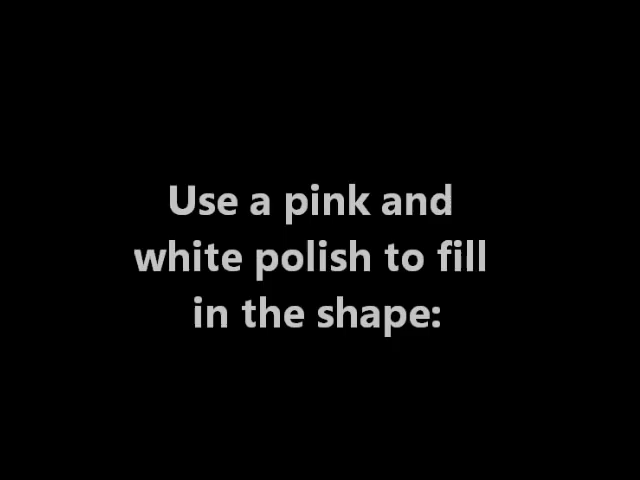 Use a pink and
white polish to fill
in the shape: